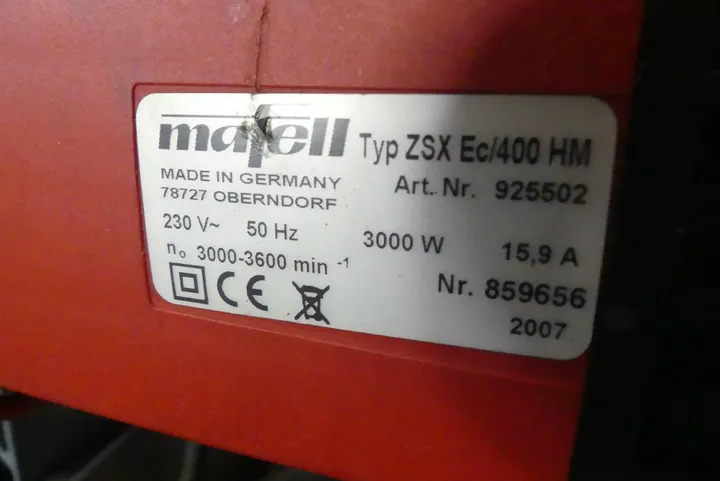 mafell Typ ZSX Ec/400 HM
MADE IN GERMANY
78727 OBERNDORF
Art. Nr. 925502
230 V~ 50 Hz 3000 W 15,9 A
n₀ 3000-3600 min ⁻¹
CE Nr. 859656
2007